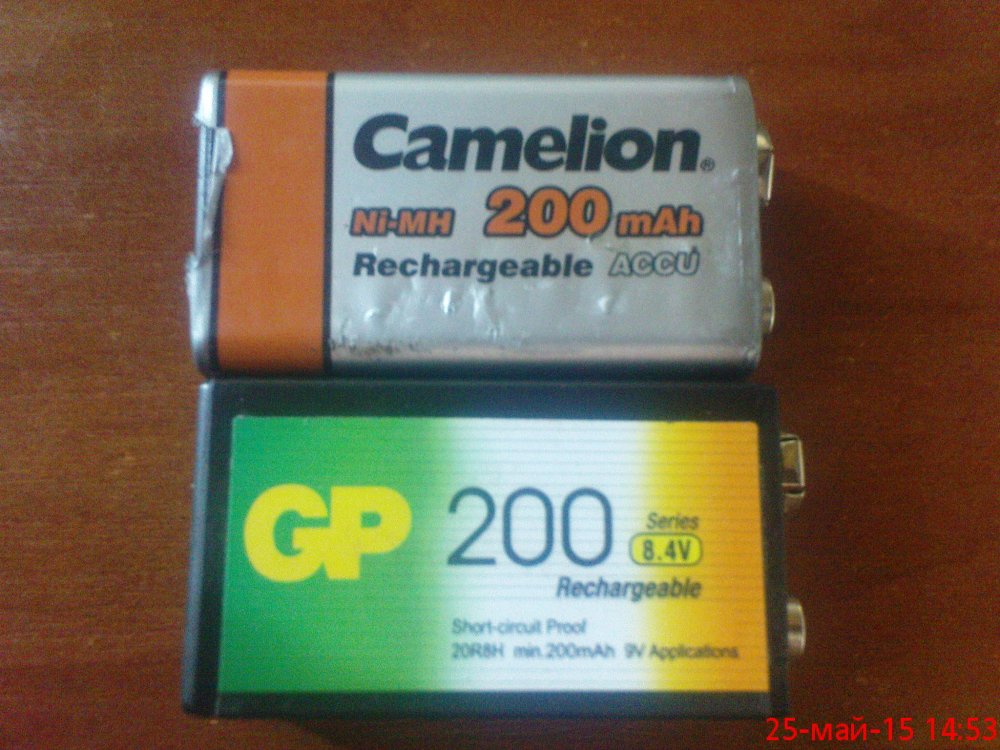 Camelion®
Ni-MH 200 mAh
Rechargeable ACCU
GP 200 Series
8.4V
Rechargeable
Short-circuit Proof
20R8H min.200mAh 9V Applications
25-май-15 14:53